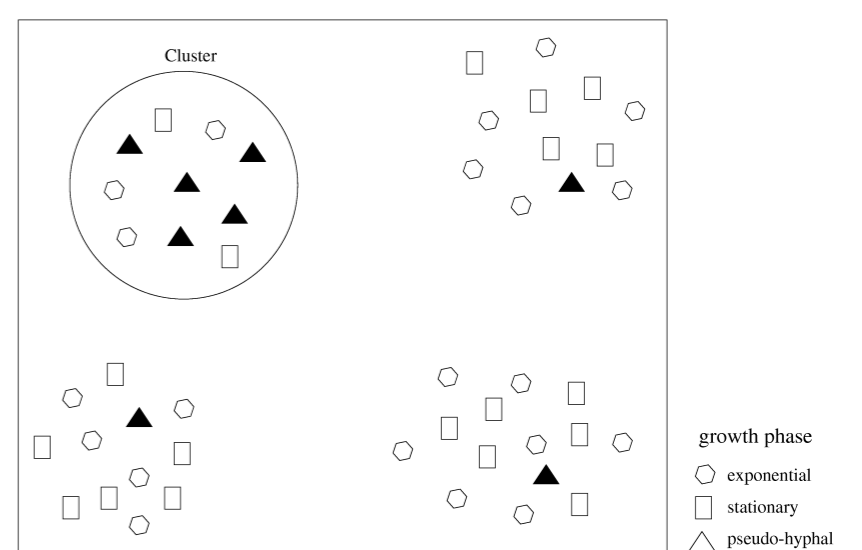 Cluster
growth phase
exponential
stationary
pseudo-hyphal